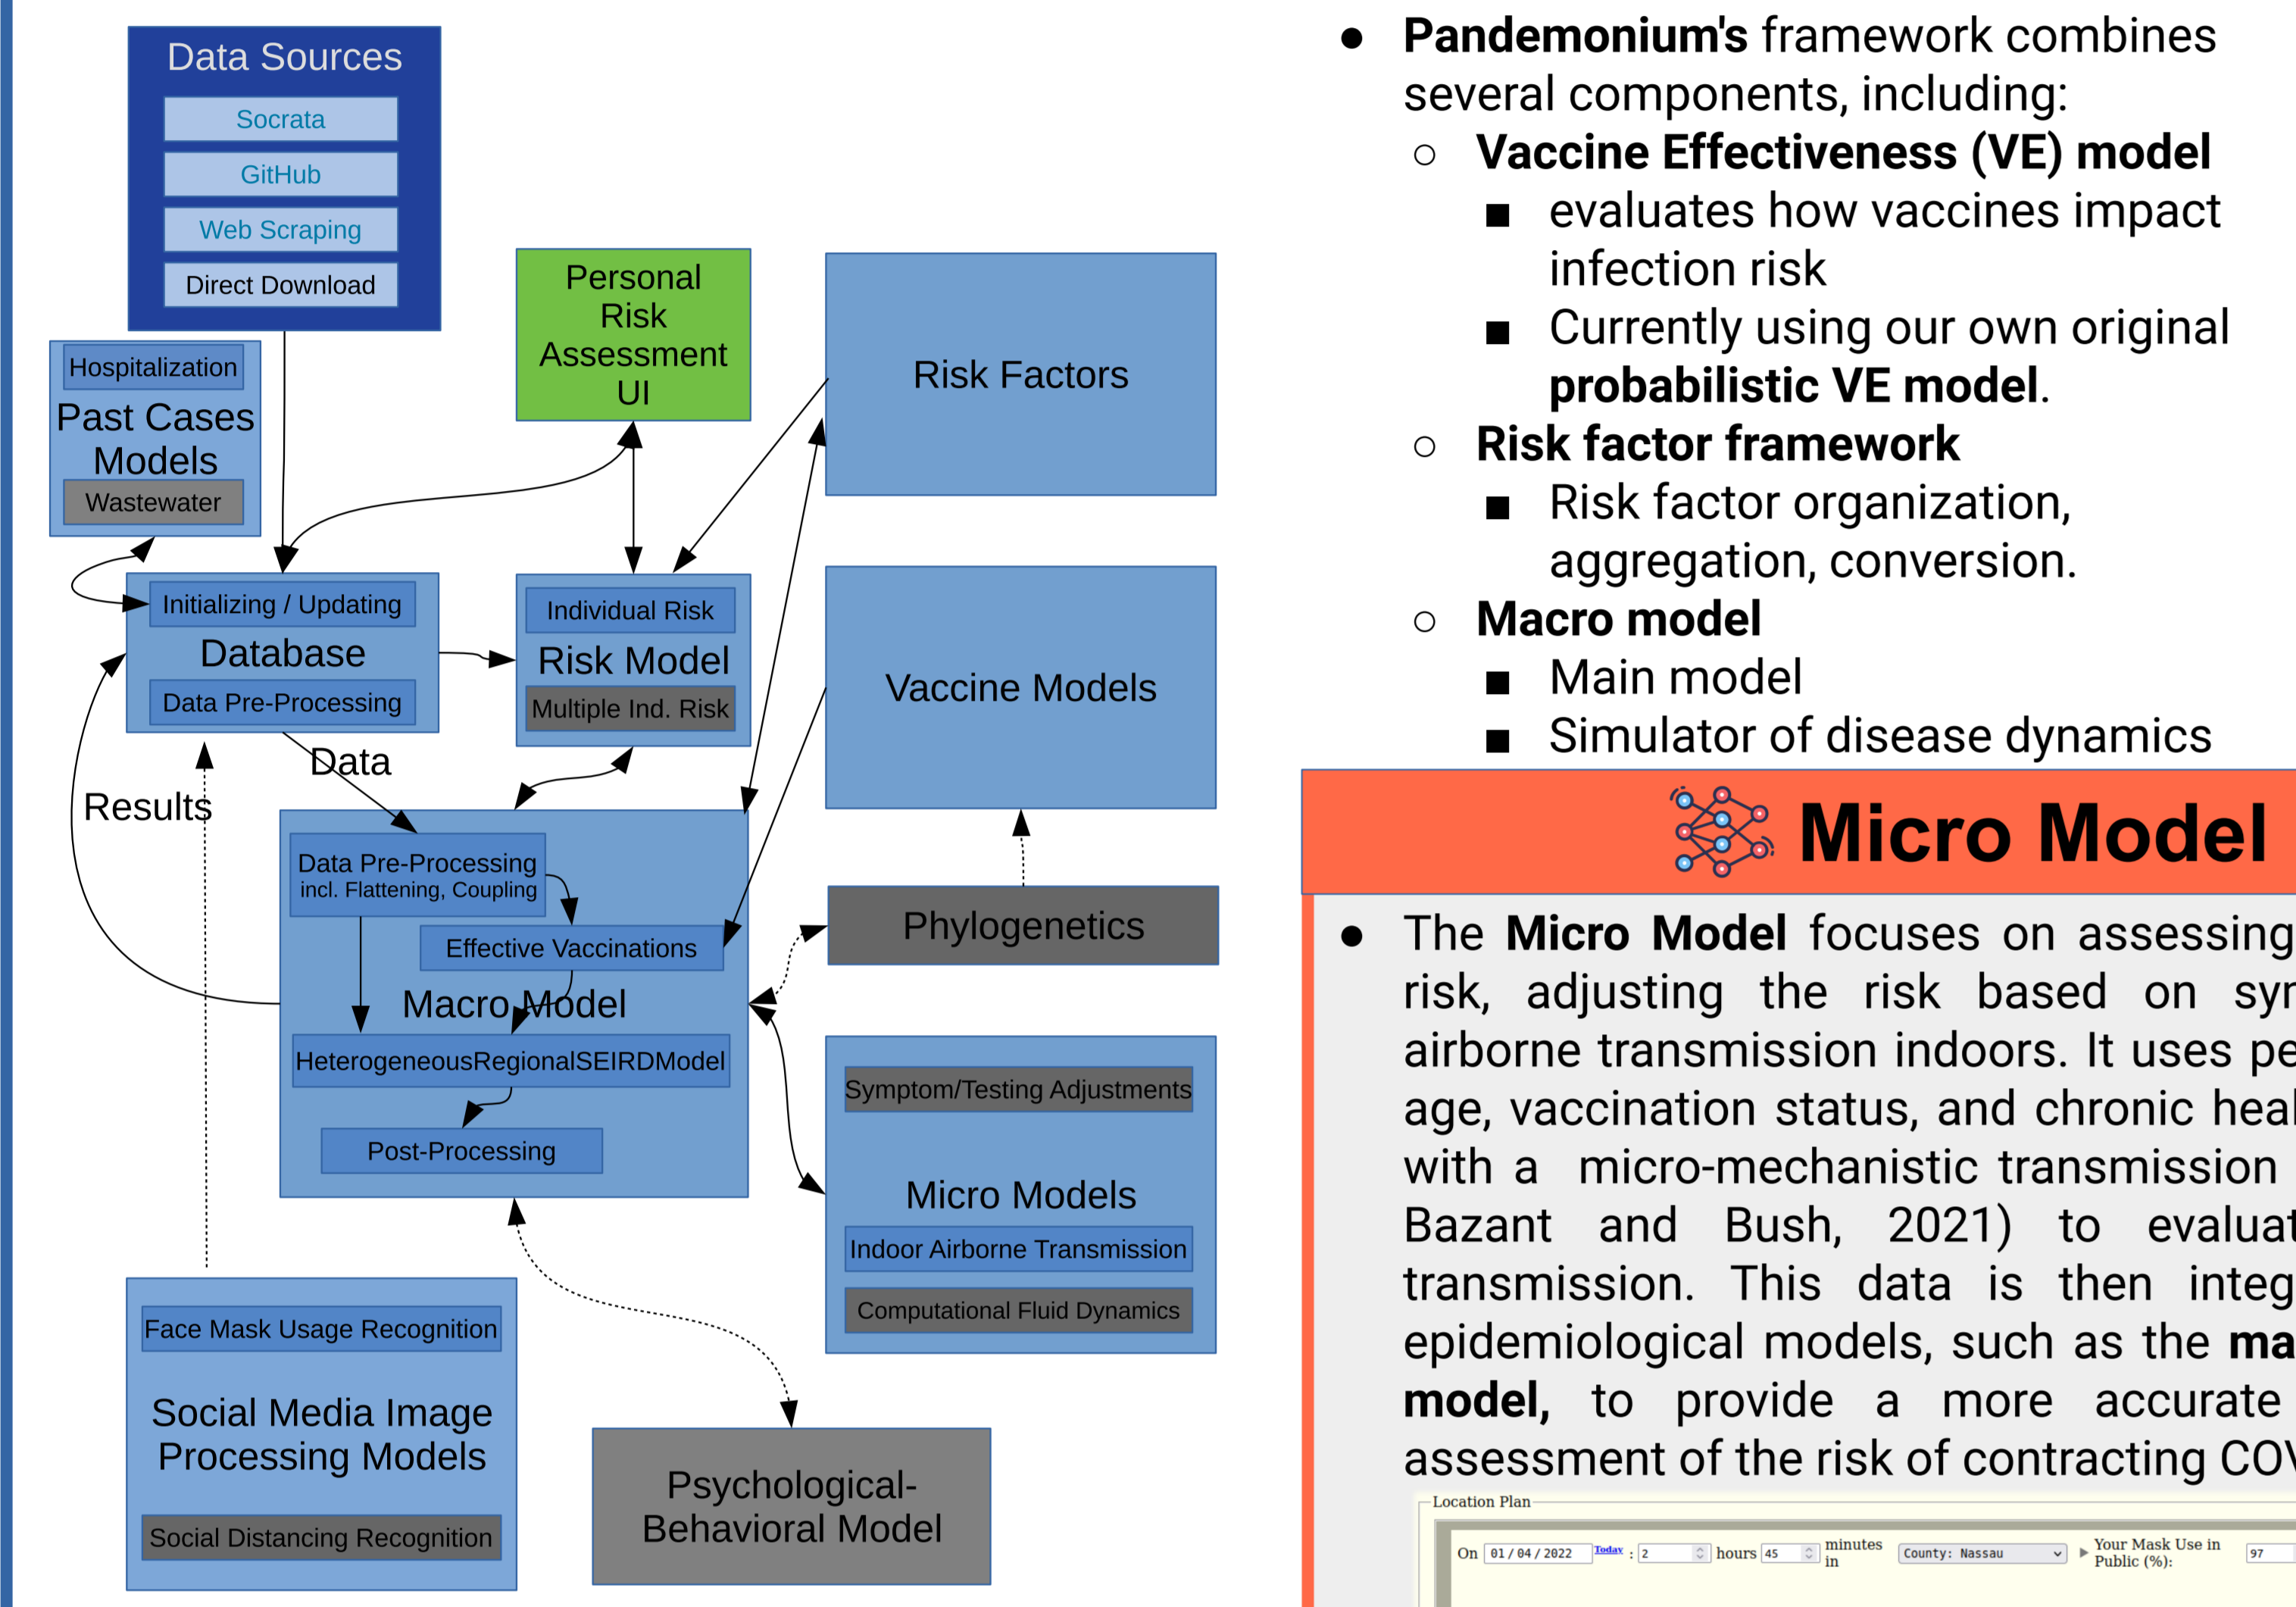 Data Sources
Socrata
GitHub
Web Scraping
Direct Download
Hospitalization
Past Cases
Models
Wastewater
Personal
Risk
Assessment
UI
Risk Factors
Initializing / Updating
Database
Data Pre-Processing
Individual Risk
Risk Model
Multiple Ind. Risk
Vaccine Models
Data
Results
Data Pre-Processing
incl. Flattening, Coupling
Effective Vaccinations
Macro Model
HeterogeneousRegionalSEIRDModel
Post-Processing
Phylogenetics
Symptom/Testing Adjustments
Micro Models
Indoor Airborne Transmission
Computational Fluid Dynamics
Face Mask Usage Recognition
Social Media Image
Processing Models
Social Distancing Recognition
Psychological-
Behavioral Model
● Pandemonium's framework combines
several components, including:
○ Vaccine Effectiveness (VE) model
■ evaluates how vaccines impact
infection risk
■ Currently using our own original
probabilistic VE model.
○ Risk factor framework
■ Risk factor organization,
aggregation, conversion.
○ Macro model
■ Main model
■ Simulator of disease dynamics
Micro Model
● The Micro Model focuses on assessing
risk, adjusting the risk based on
airborne transmission indoors. It uses
age, vaccination status, and chronic
with a micro-mechanistic transmission
Bazant and Bush, 2021) to
transmission. This data is then
epidemiological models, such as the
model, to provide a more accurate
assessment of the risk of contracting
Location Plan
On 01/04/2022 Today : 2 hours 45 minutes in County: Nassau ▶ Your Mask Use in Public (%): 97